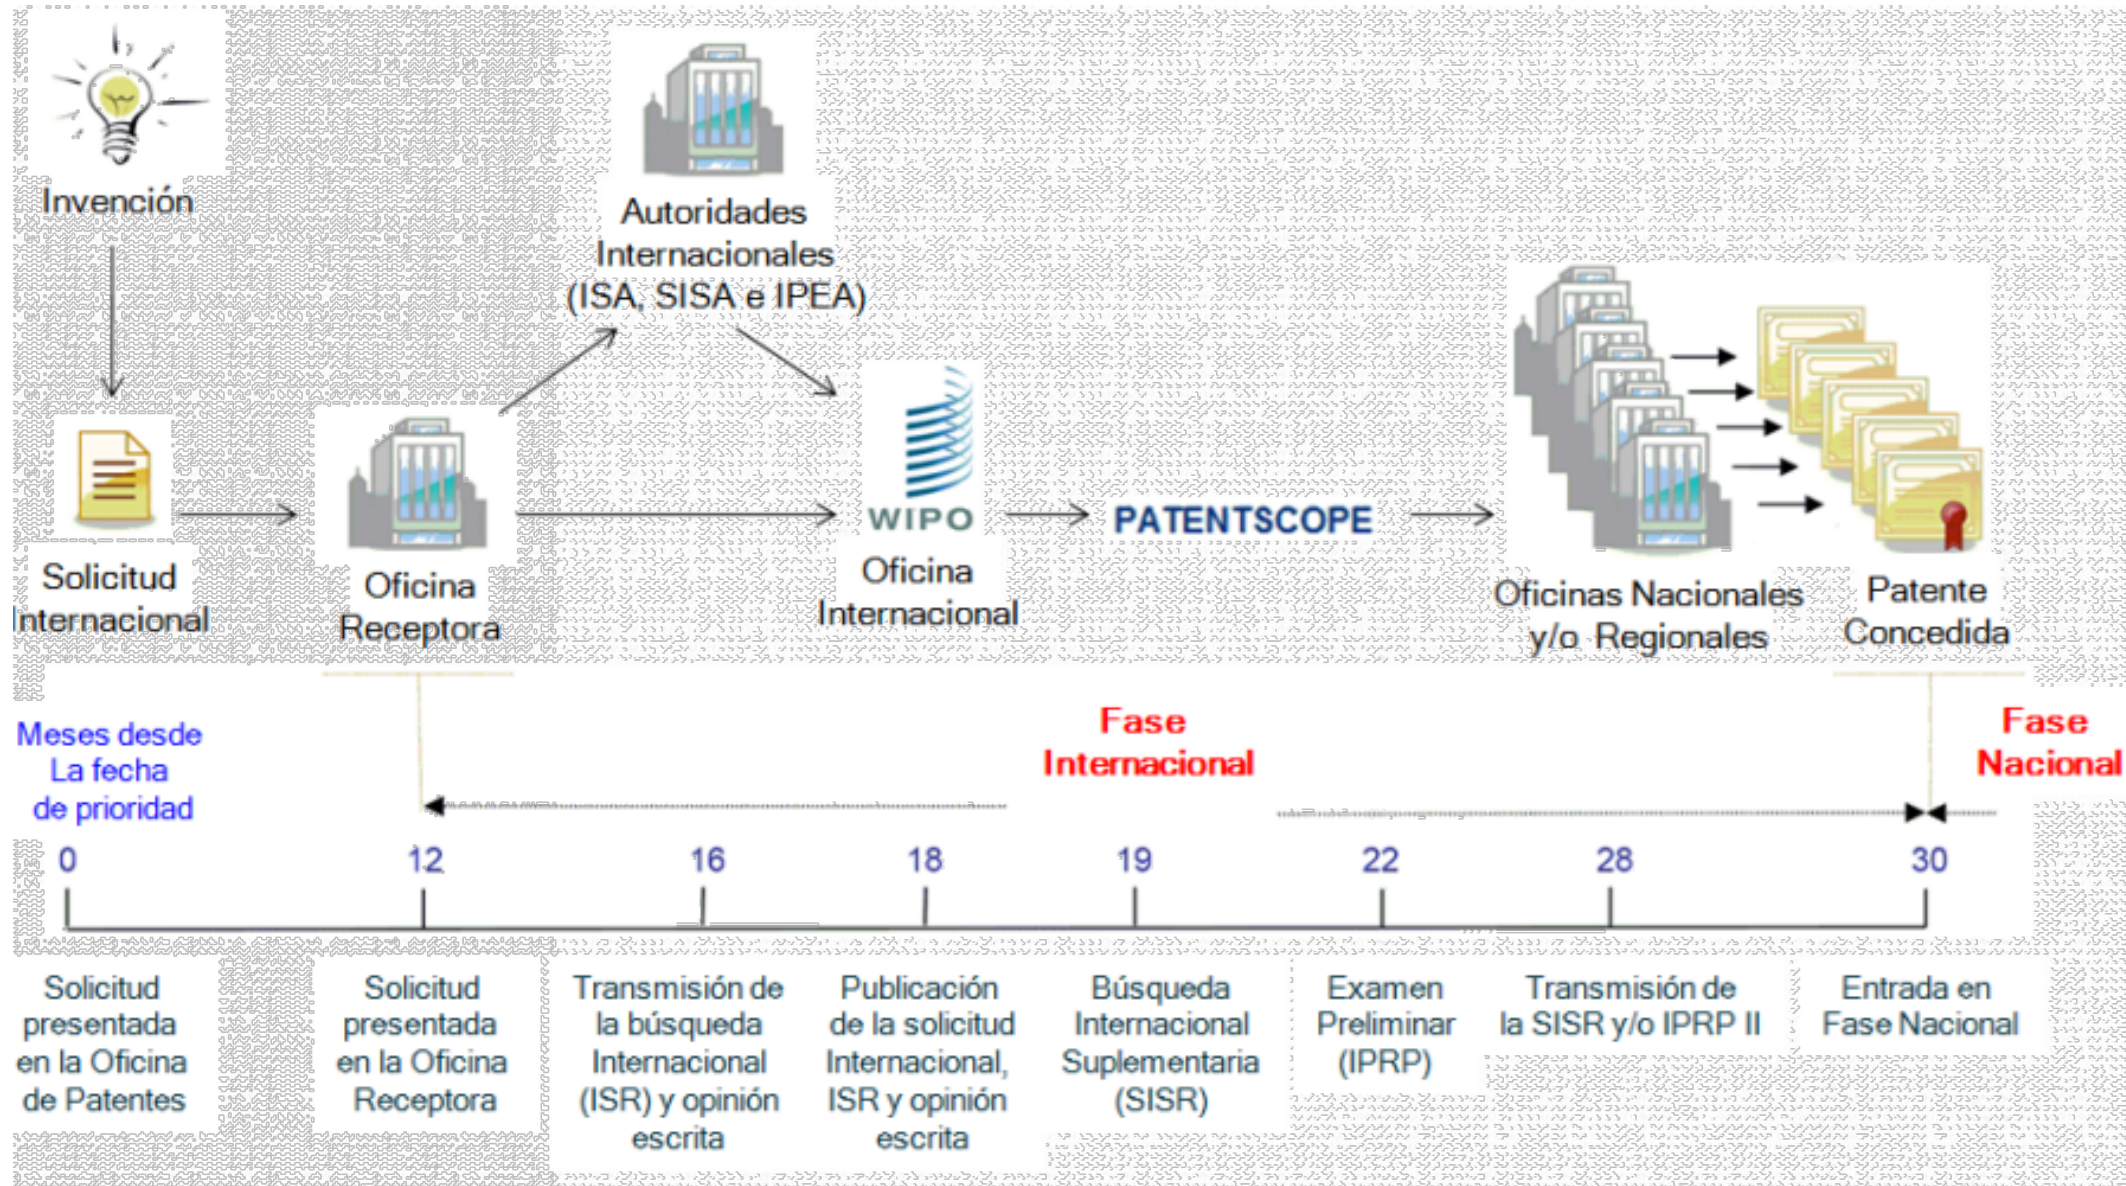 Invención
Autoridades
Internacionales
(ISA, SISA e IPEA)
Solicitud
Internacional
Oficina
Receptora
WIPO
Oficina
Internacional
PATENTSCOPE
Oficinas Nacionales
y/o Regionales
Patente
Concedida
Meses desde
La fecha
de prioridad
Fase
Internacional
Fase
Nacional
0 12 16 18 19 22 28 30
Solicitud
presentada
en la Oficina
de Patentes
Solicitud
presentada
en la Oficina
Receptora
Transmisión de
la búsqueda
Internacional
(ISR) y opinión
escrita
Publicación
de la solicitud
Internacional,
ISR y opinión
escrita
Búsqueda
Internacional
Suplementaria
(SISR)
Examen
Preliminar
(IPRP)
Transmisión de
la SISR y/o IPRP II
Entrada en
Fase Nacional